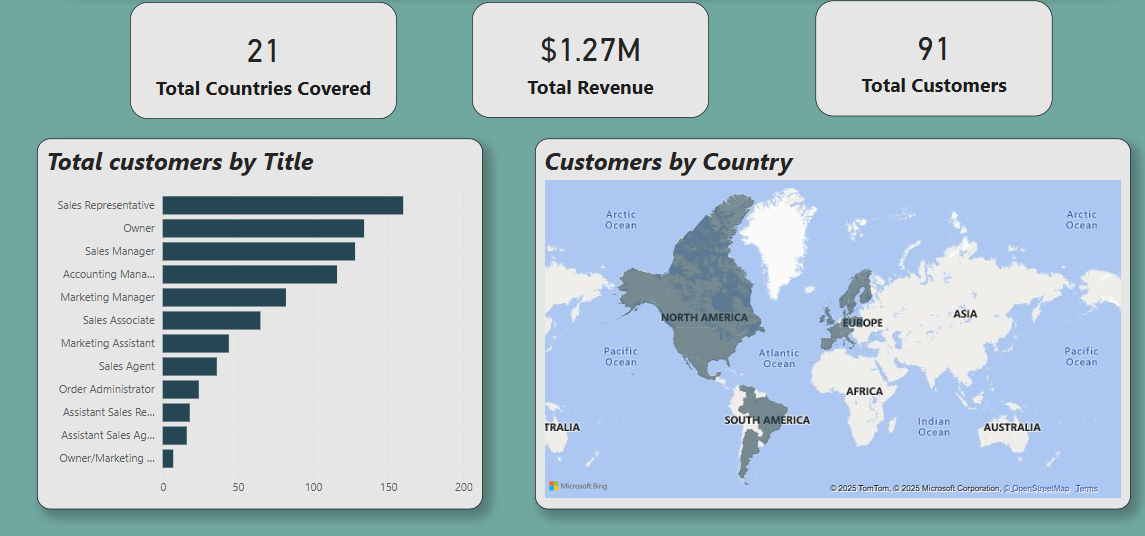 21
Total Countries Covered
$1.27M
Total Revenue
91
Total Customers
Total customers by Title
Sales Representative
Owner
Sales Manager
Accounting Mana...
Marketing Manager
Sales Associate
Marketing Assistant
Sales Agent
Order Administrator
Assistant Sales Re...
Assistant Sales Ag...
Owner/Marketing ...
0 50 100 150 200
Customers by Country
Arctic
Ocean
Arctic
Ocean
NORTH AMERICA
EUROPE
ASIA
Pacific
Ocean
Atlantic
Ocean
Pacific
Ocean
AFRICA
TRALIA
SOUTH AMERICA
Indian
Ocean
AUSTRALIA
Microsoft Bing
© 2025 TomTom, © 2025 Microsoft Corporation, © OpenStreetMap Terms